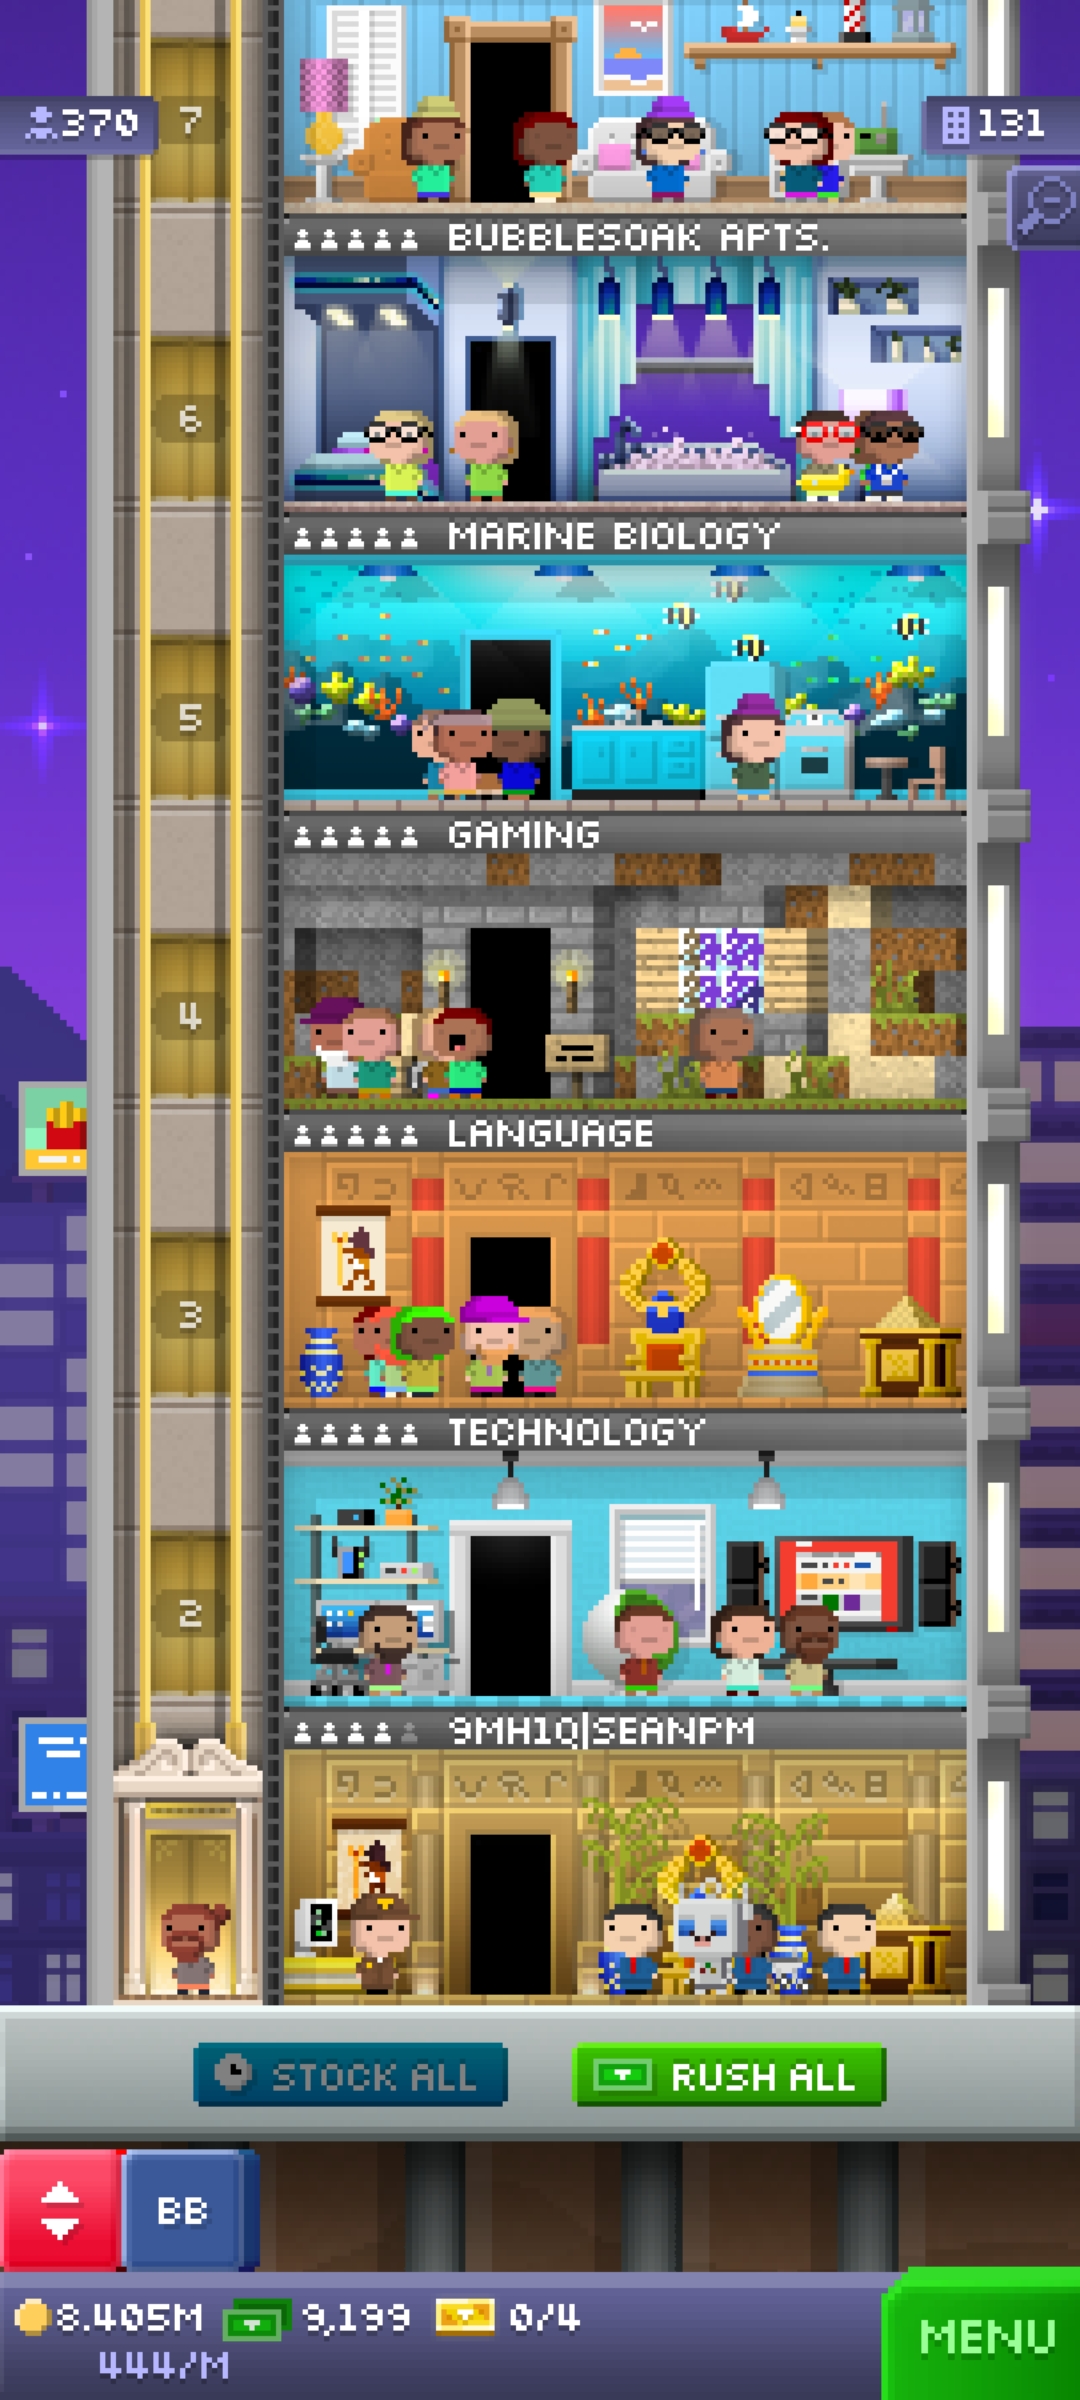 370
7
131
BUBBLESOAK APTS.
6
MARINE BIOLOGY
5
GAMING
4
LANGUAGE
3
TECHNOLOGY
2
9MH1Q|SEANPM
STOCK ALL
RUSH ALL
BB
8.405M 9,199 0/4
444/M
MENU